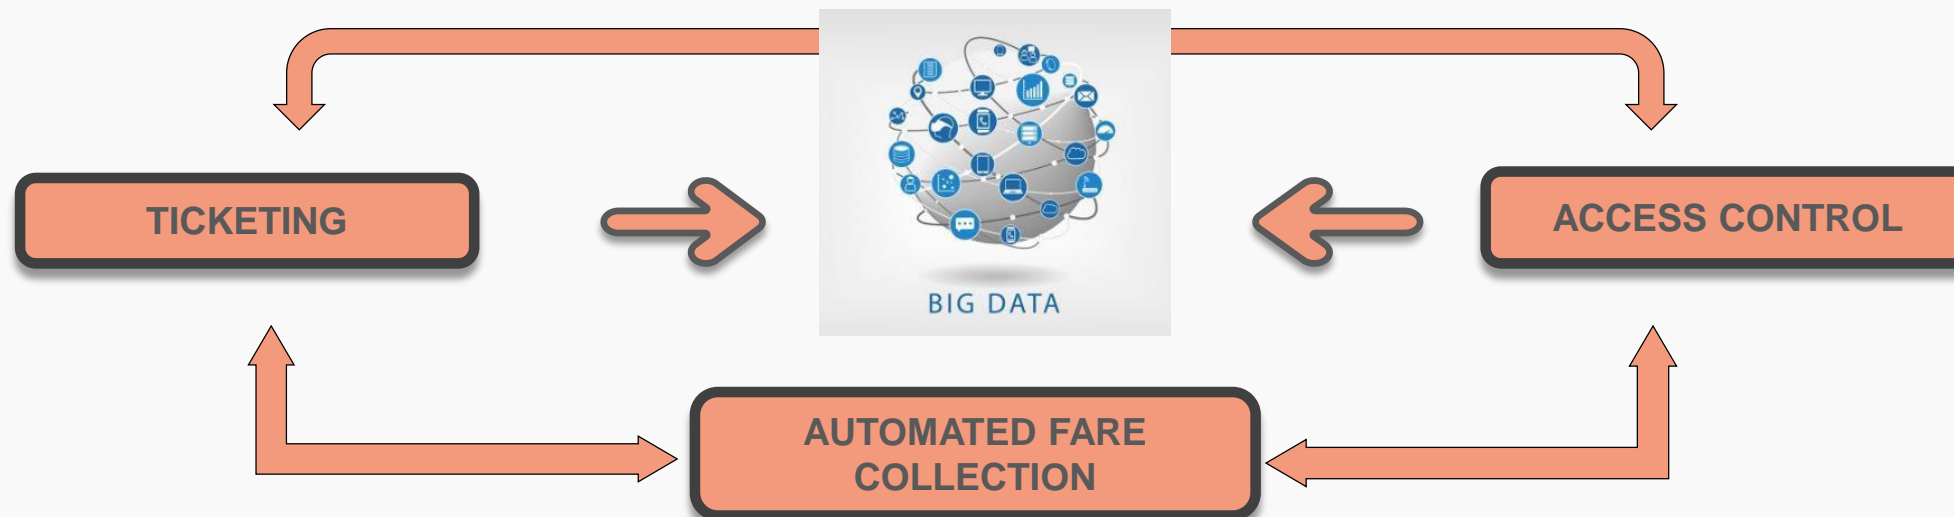 TICKETING
BIG DATA
ACCESS CONTROL
AUTOMATED FARE
COLLECTION